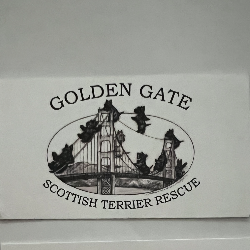 GOLDEN GATE
SCOTTISH TERRIER RESCUE